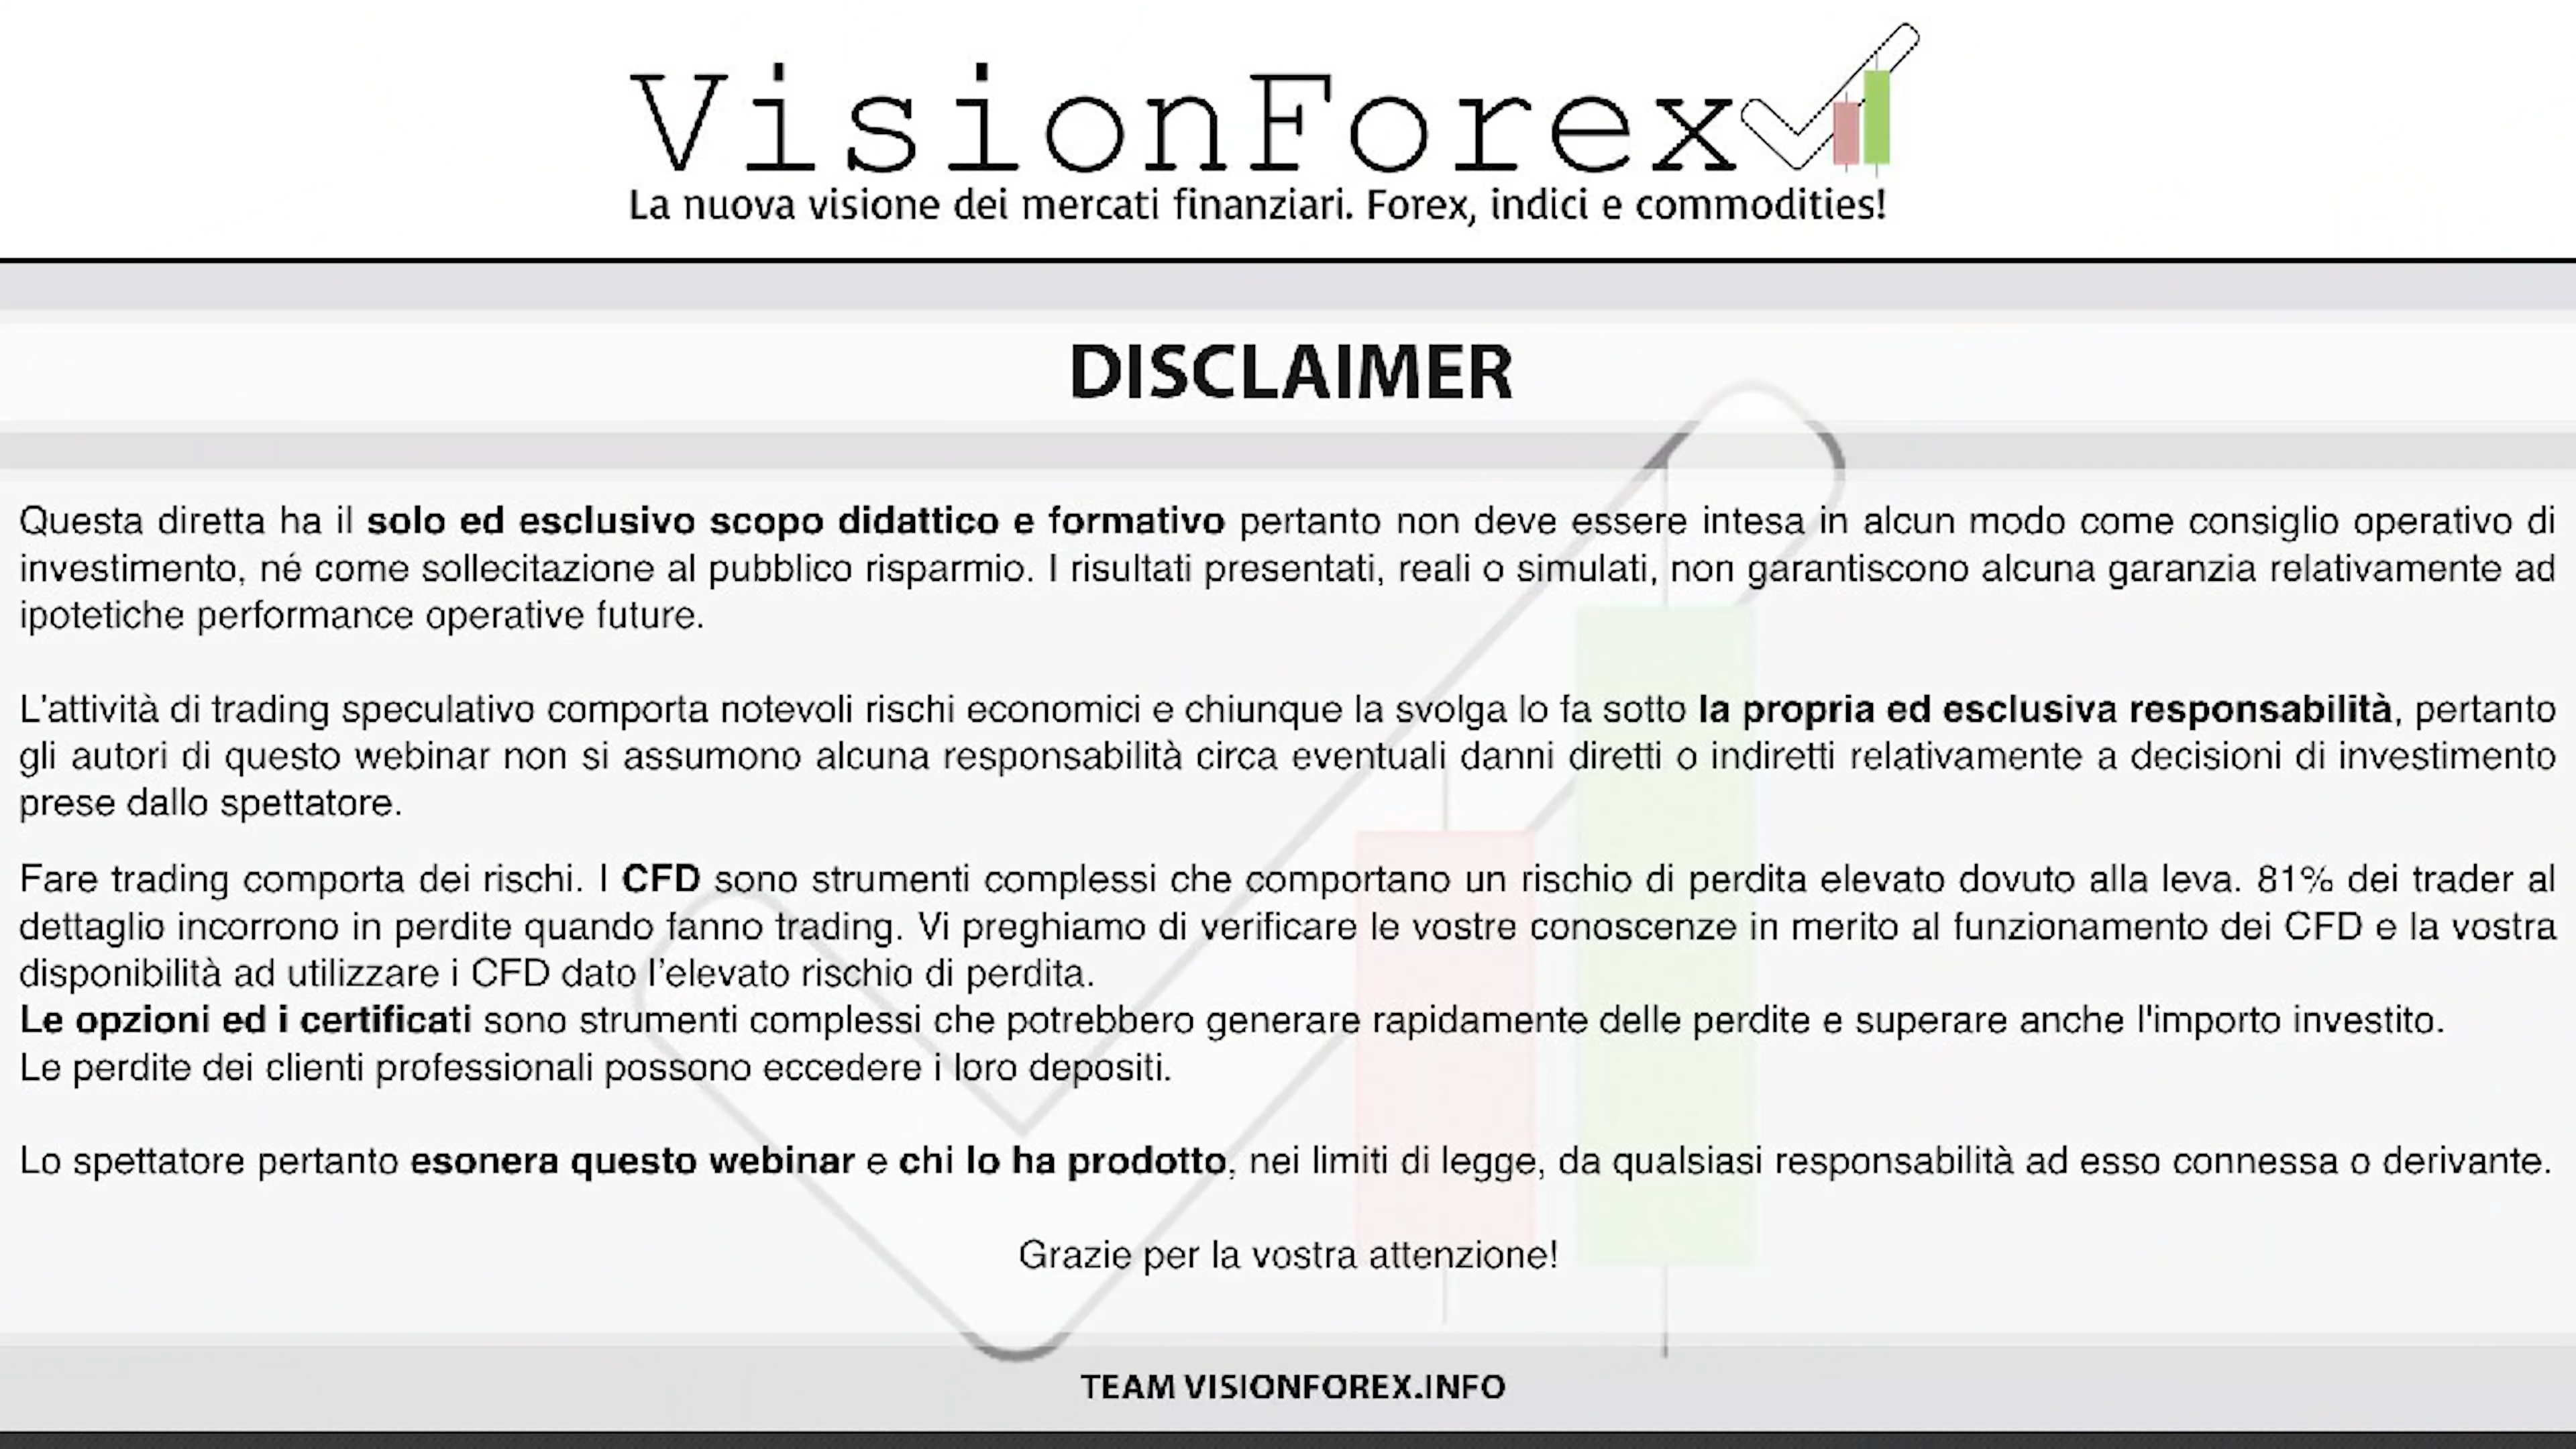 VisionForex
La nuova visione dei mercati finanziari. Forex, indici e commodities!
DISCLAIMER
Questa diretta ha il solo ed esclusivo scopo didattico e formativo pertanto non deve essere intesa in alcun modo come consiglio operativo di
investimento, né come sollecitazione al pubblico risparmio. I risultati presentati, reali o simulati, non garantiscono alcuna garanzia relativamente ad
ipotetiche performance operative future.
L'attività di trading speculativo comporta notevoli rischi economici e chiunque la svolga lo fa sotto la propria ed esclusiva responsabilità, pertanto
gli autori di questo webinar non si assumono alcuna responsabilità circa eventuali danni diretti o indiretti relativamente a decisioni di investimento
prese dallo spettatore.
Fare trading comporta dei rischi. I CFD sono strumenti complessi che comportano un rischio di perdita elevato dovuto alla leva. 81% dei trader al
dettaglio incorrono in perdite quando fanno trading. Vi preghiamo di verificare le vostre conoscenze in merito al funzionamento dei CFD e la vostra
disponibilità ad utilizzare i CFD dato l'elevato rischio di perdita.
Le opzioni ed i certificati sono strumenti complessi che potrebbero generare rapidamente delle perdite e superare anche l'importo investito.
Le perdite dei clienti professionali possono eccedere i loro depositi.
Lo spettatore pertanto esonera questo webinar e chi lo ha prodotto, nei limiti di legge, da qualsiasi responsabilità ad esso connessa o derivante.
Grazie per la vostra attenzione!
TEAM VISIONFOREX.INFO